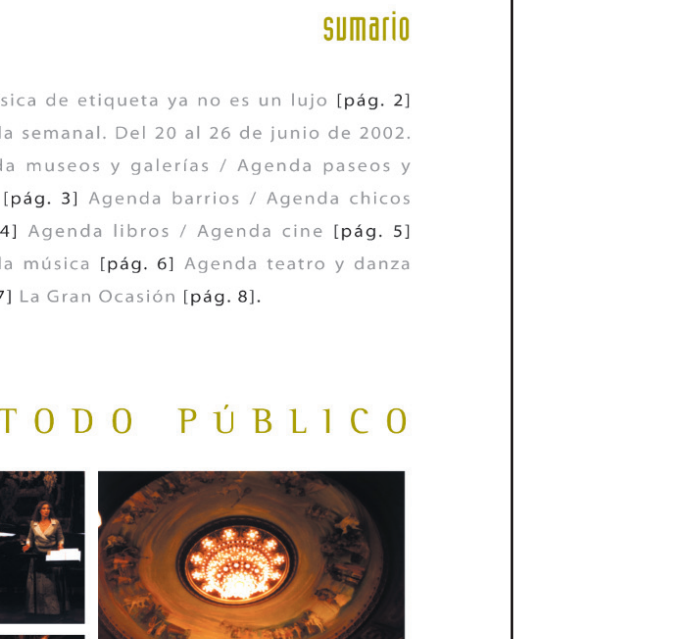 sumario
sica de etiqueta ya no es un lujo [pág. 2]
la semanal. Del 20 al 26 de junio de 2002.
da museos y galerías / Agenda paseos y
[pág. 3] Agenda barrios / Agenda chicos
4] Agenda libros / Agenda cine [pág. 5]
la música [pág. 6] Agenda teatro y danza
7] La Gran Ocasión [pág. 8].
TODO PÚBLICO